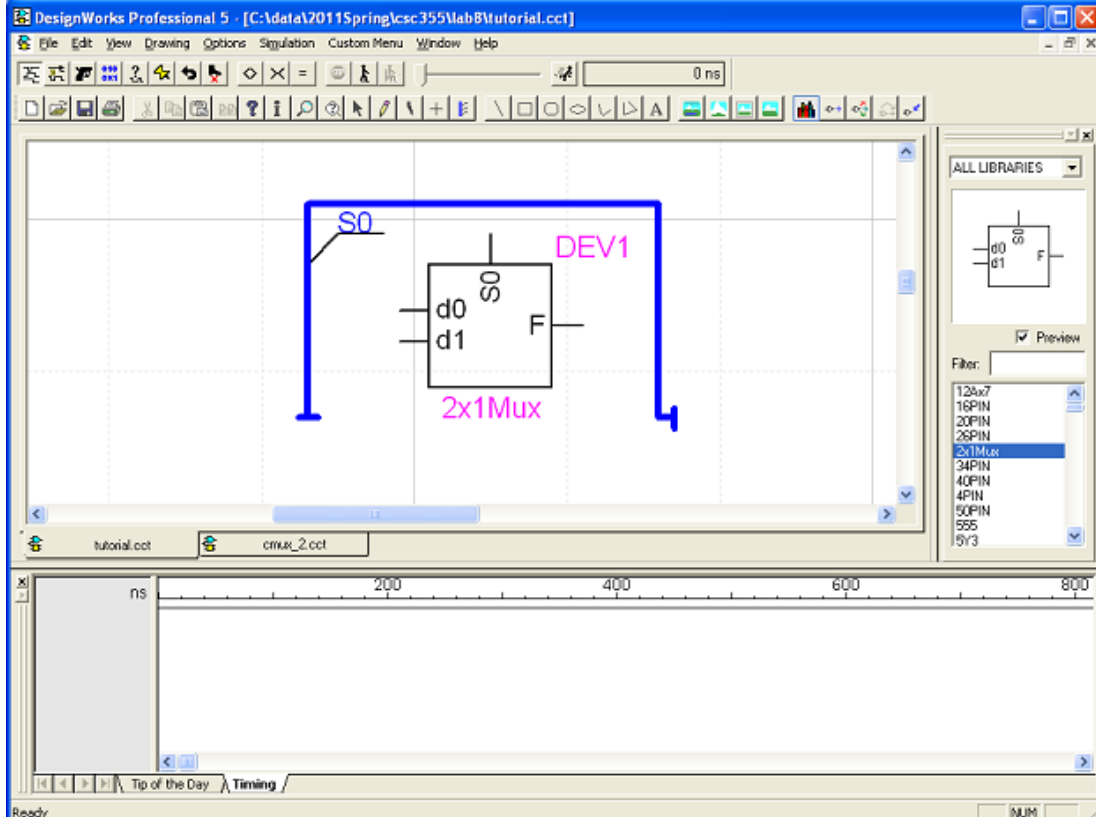 DesignWorks Professional 5 - [C:\data\2011Spring\csc355\lab8\tutorial.cct]
File Edit View Drawing Options Simulation Custom Menu Window Help
0 ns
ALL LIBRARIES
S0
DEV1
S0
d0
d1
F
2x1Mux
d0
d1
S0
F
Preview
Filter:
12Ax7
16PIN
20PIN
26PIN
2x1Mux
34PIN
40PIN
4PIN
50PIN
555
5Y3
tutorial.cct cmux_2.cct
ns 200 400 600 800
Tip of the Day Timing
Ready NUM